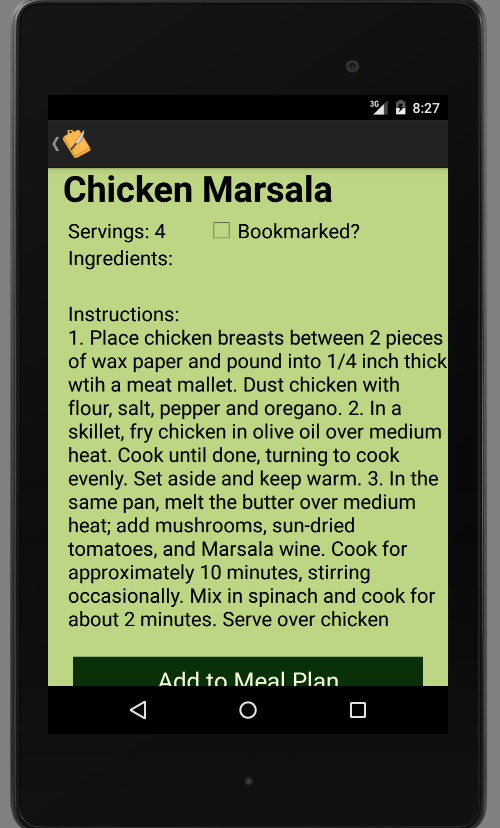 3G 8:27
Chicken Marsala
Servings: 4 Bookmarked?
Ingredients:
Instructions:
1. Place chicken breasts between 2 pieces
of wax paper and pound into 1/4 inch thick
wtih a meat mallet. Dust chicken with
flour, salt, pepper and oregano. 2. In a
skillet, fry chicken in olive oil over medium
heat. Cook until done, turning to cook
evenly. Set aside and keep warm. 3. In the
same pan, melt the butter over medium
heat; add mushrooms, sun-dried
tomatoes, and Marsala wine. Cook for
approximately 10 minutes, stirring
occasionally. Mix in spinach and cook for
about 2 minutes. Serve over chicken
Add to Meal Plan